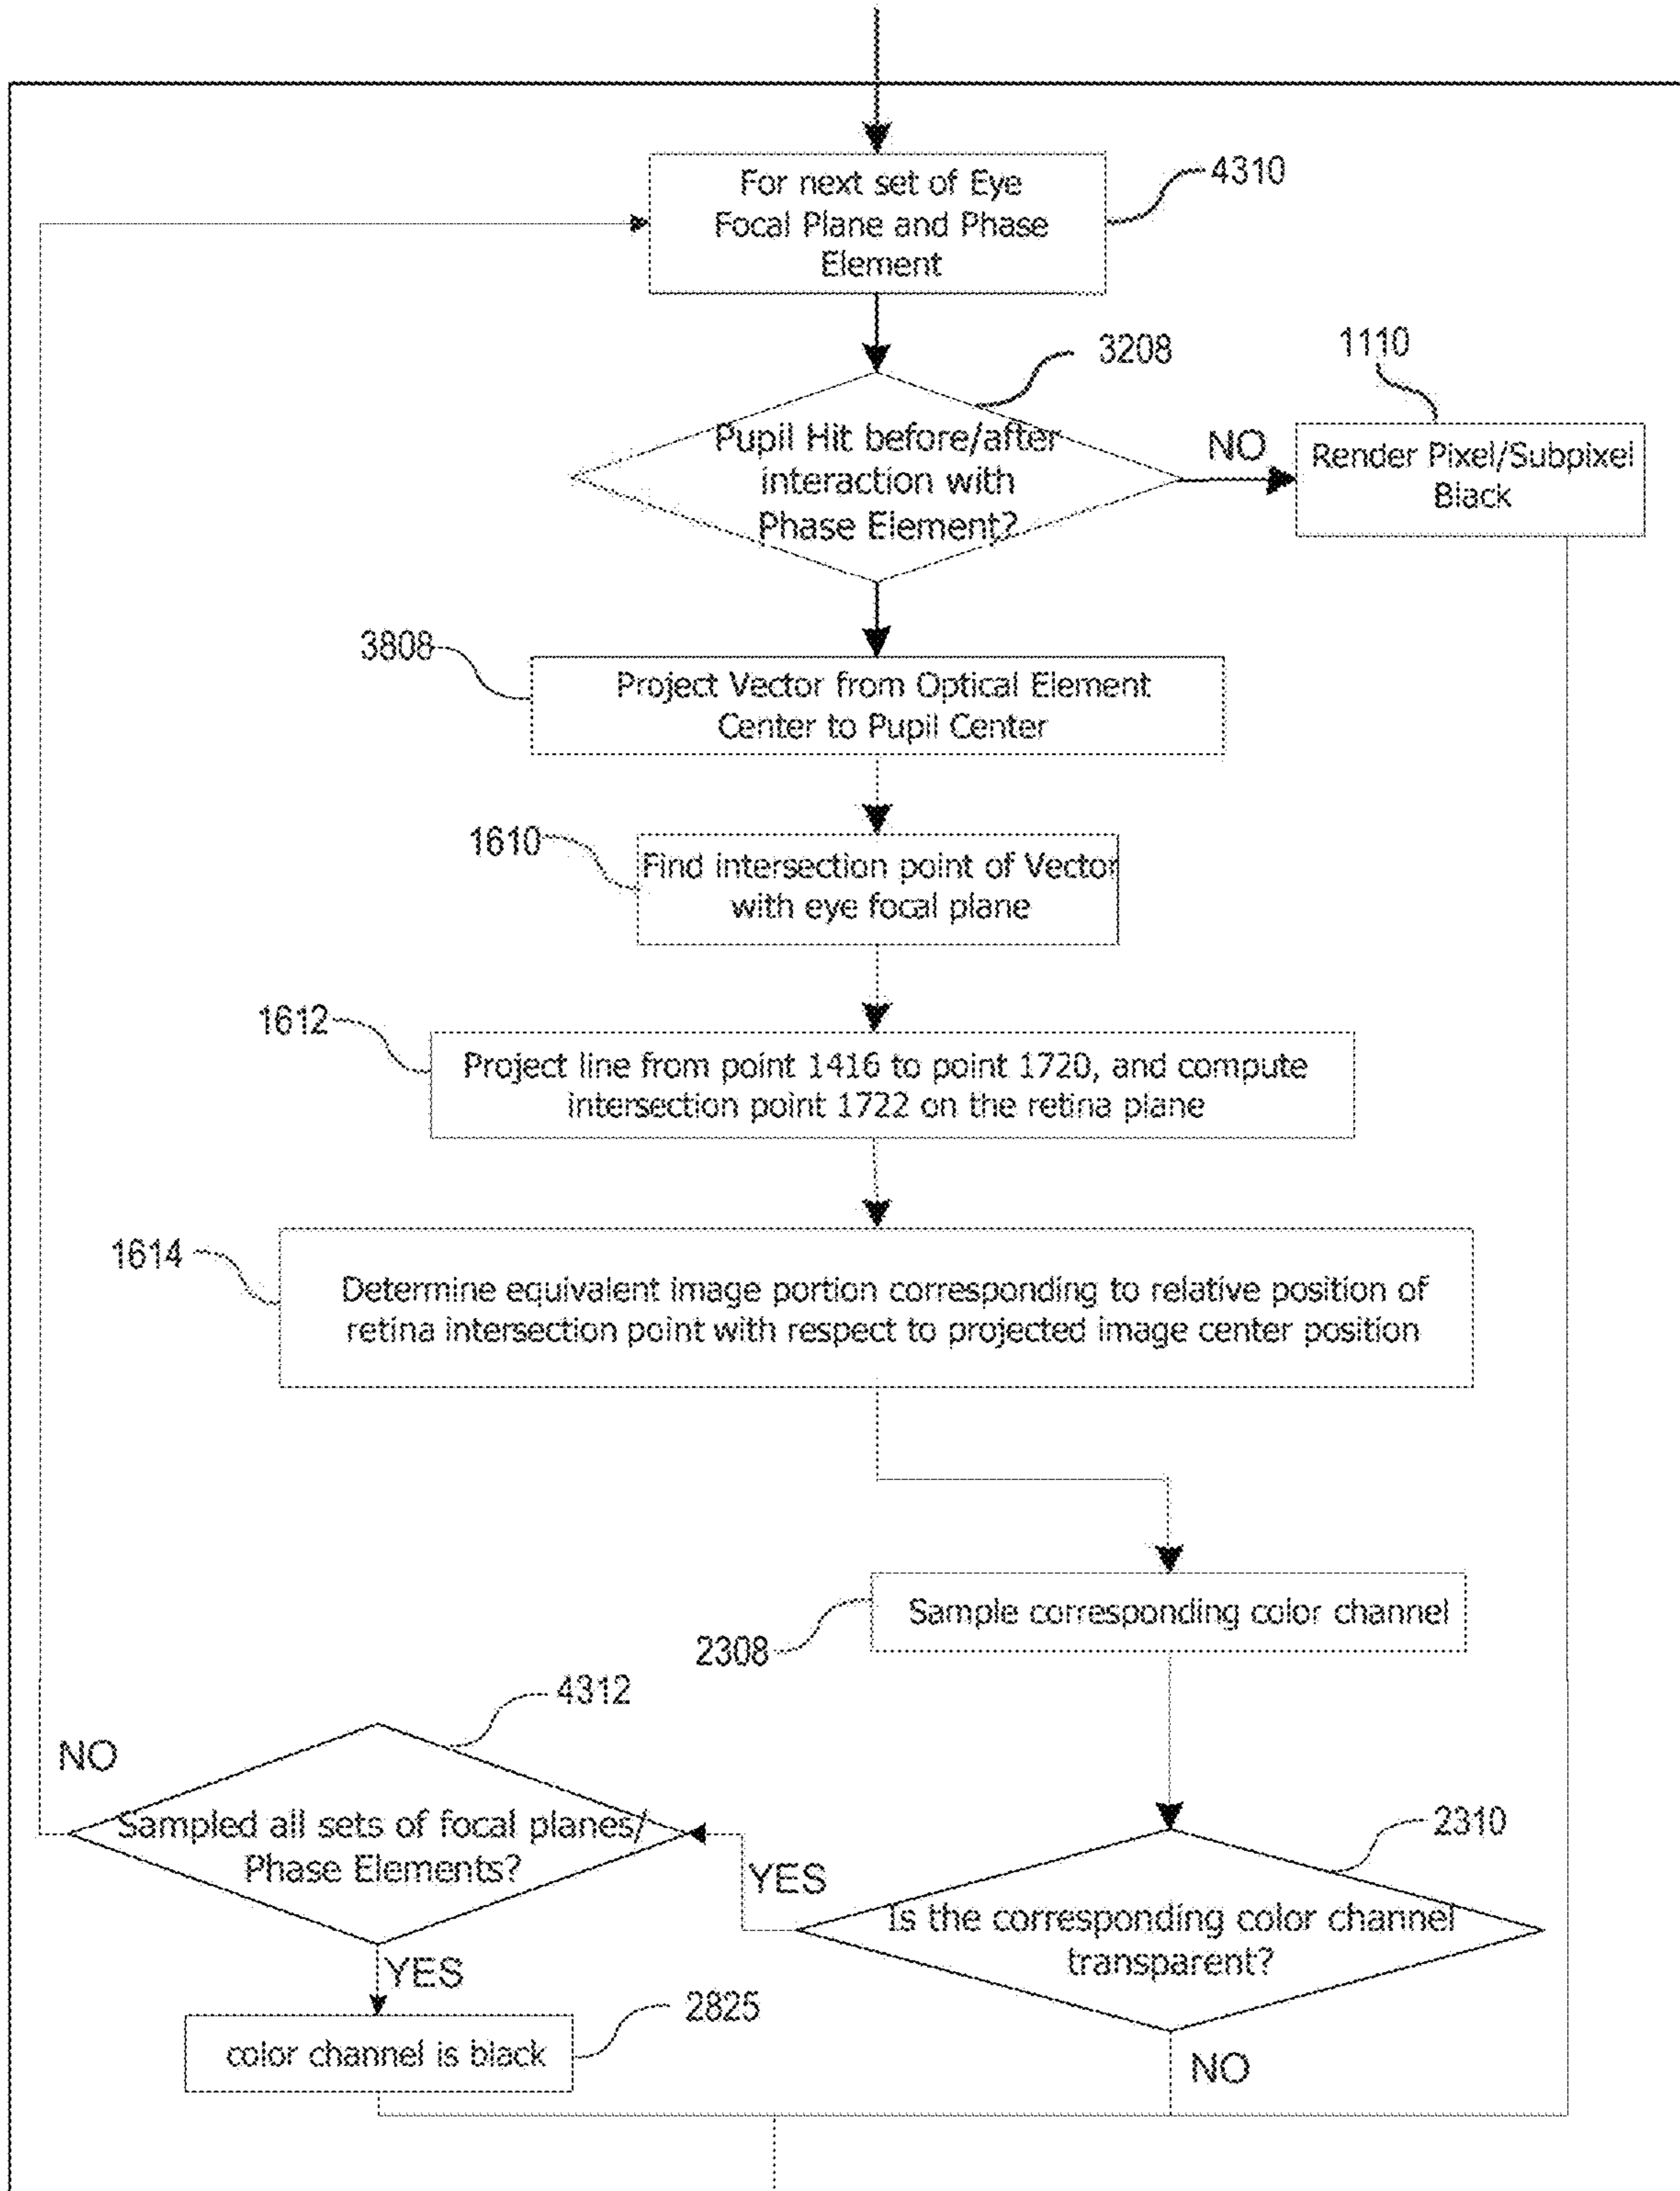 For next set of Eye
Focal Plane and Phase
Element
4310
Pupil Hit before/after
interaction with
Phase Element?
3208
NO
1110
Render Pixel/Subpixel
Black
3808
Project Vector from Optical Element
Center to Pupil Center
1610
Find intersection point of Vector
with eye focal plane
1612
Project line from point 1416 to point 1720, and compute
intersection point 1722 on the retina plane
1614
Determine equivalent image portion corresponding to relative position of
retina intersection point with respect to projected image center position
Sample corresponding color channel
2308
4312
NO
Sampled all sets of focal planes/
Phase Elements?
YES
2310
Is the corresponding color channel
transparent?
YES
2825
color channel is black
NO